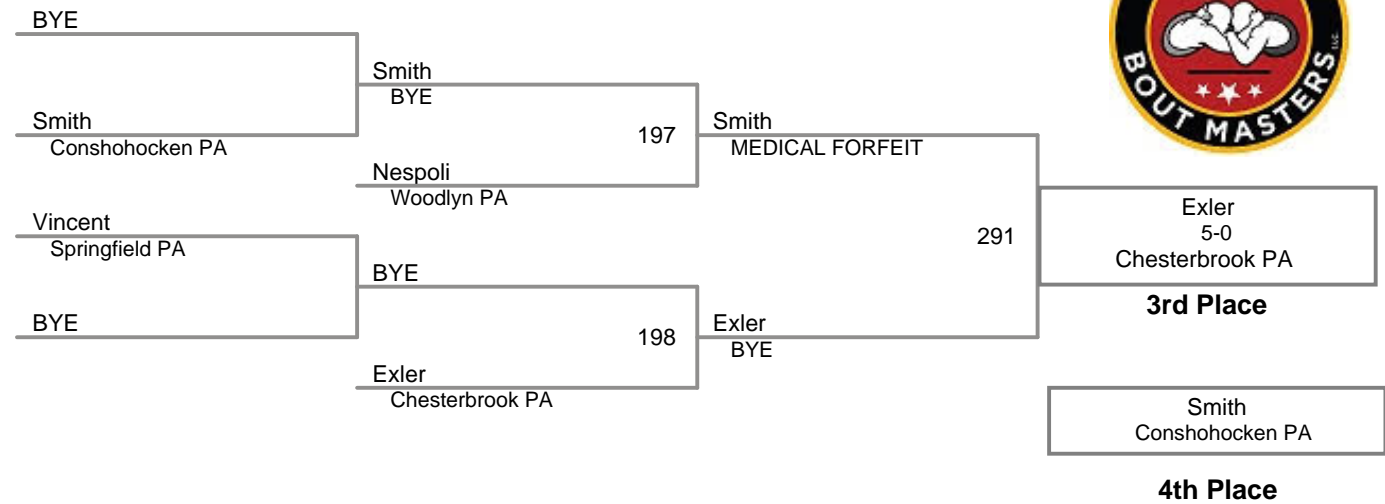 BYE
Smith
BYE
Smith
Conshohocken PA
197
Smith
MEDICAL FORFEIT
Nespoli
Woodlyn PA
Vincent
Springfield PA
291
Exler
5-0
Chesterbrook PA
3rd Place
BYE
BYE
198
Exler
BYE
Exler
Chesterbrook PA
Smith
Conshohocken PA
4th Place
BOUT MASTERS